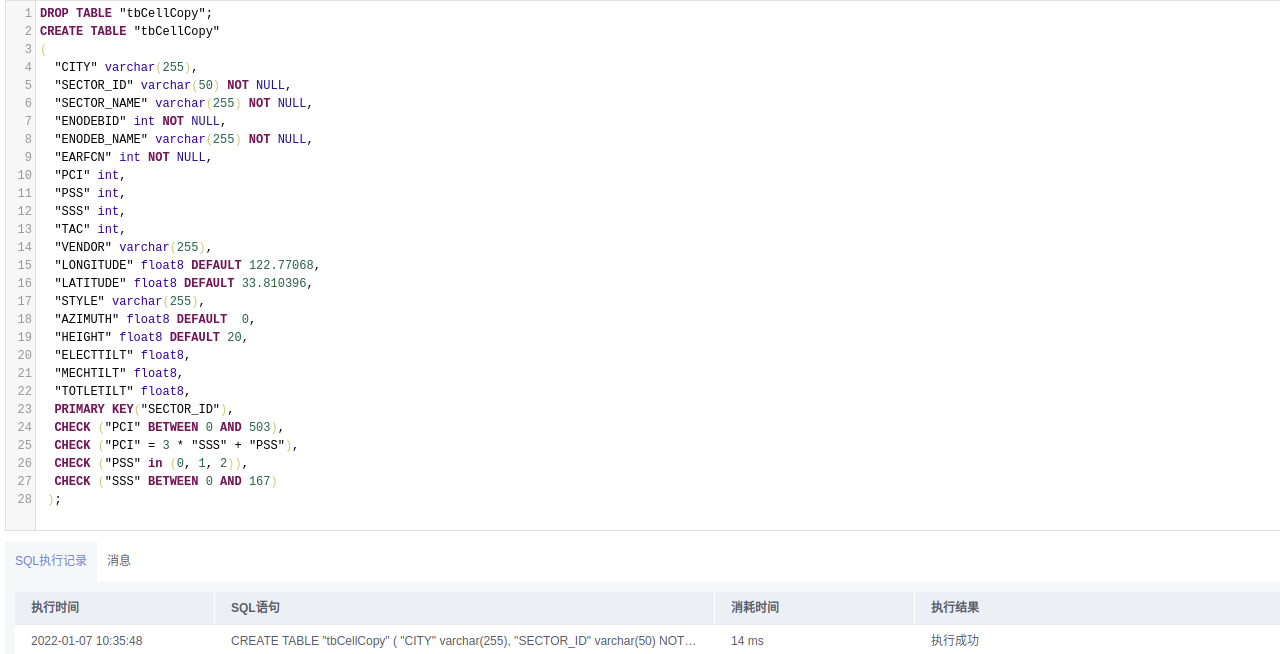 1 DROP TABLE "tbCellCopy";
2 CREATE TABLE "tbCellCopy"
3 (
4   "CITY" varchar(255),
5   "SECTOR_ID" varchar(50) NOT NULL,
6   "SECTOR_NAME" varchar(255) NOT NULL,
7   "ENODEBID" int NOT NULL,
8   "ENODEB_NAME" varchar(255) NOT NULL,
9   "EARFCN" int NOT NULL,
10   "PCI" int,
11   "PSS" int,
12   "SSS" int,
13   "TAC" int,
14   "VENDOR" varchar(255),
15   "LONGITUDE" float8 DEFAULT 122.77068,
16   "LATITUDE" float8 DEFAULT 33.810396,
17   "STYLE" varchar(255),
18   "AZIMUTH" float8 DEFAULT  0,
19   "HEIGHT" float8 DEFAULT 20,
20   "ELECTTILT" float8,
21   "MECHTILT" float8,
22   "TOTLETILT" float8,
23   PRIMARY KEY("SECTOR_ID"),
24   CHECK ("PCI" BETWEEN 0 AND 503),
25   CHECK ("PCI" = 3 * "SSS" + "PSS"),
26   CHECK ("PSS" in (0, 1, 2)),
27   CHECK ("SSS" BETWEEN 0 AND 167)
28  );
SQL执行记录 消息
执行时间 SQL语句 消耗时间 执行结果
2022-01-07 10:35:48 CREATE TABLE "tbCellCopy" ( "CITY" varchar(255), "SECTOR_ID" varchar(50) NOT… 14 ms 执行成功